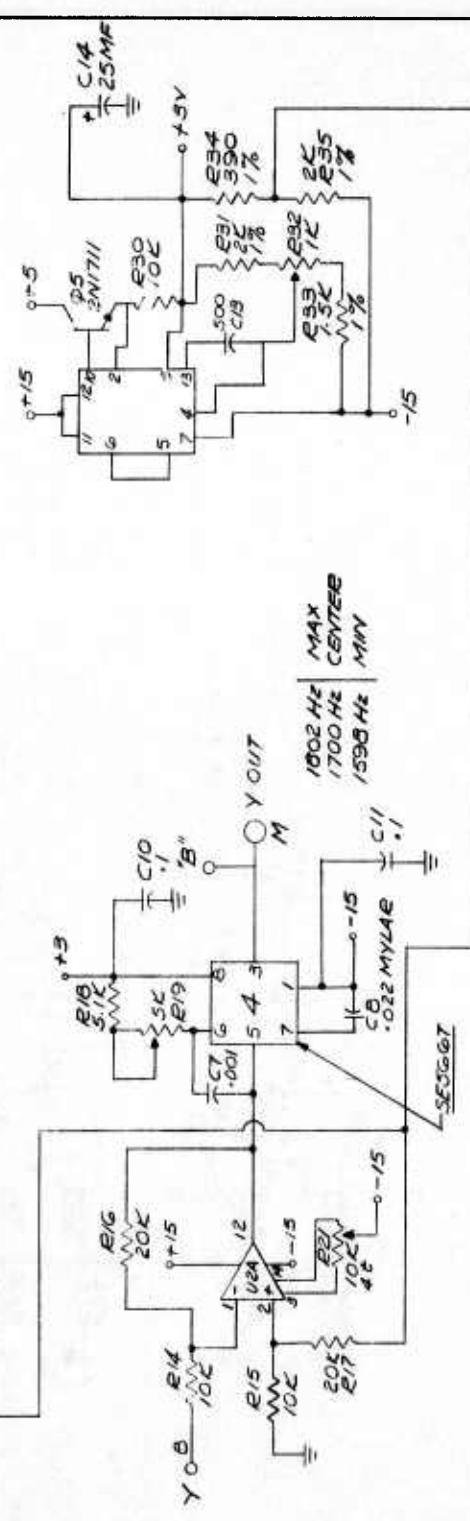 C14
25MF
+
+5
+15
Q5
2N1711
R30
10K
+5V
12
10
11
2
6
5
13
4
7
500
C13
R31
2K
1%
R34
390
1%
R32
1K
2K
R35
1%
R33
1.5K
1%
-15
1802 Hz MAX
1700 Hz CENTER
1598 Hz MIN
+3
R18
5.1K
5K
R19
C10
.1
"B"
Y OUT
M
C7
.001
6
8
5
4
3
7
1
C11
.1
-15
C8
.022 MYLAR
SE566T
R16
20K
+15
12
R14
10K
Y
8
1
-
U2A
2
+
3
-15
R21
10K
-15
R15
10K
20K
R17